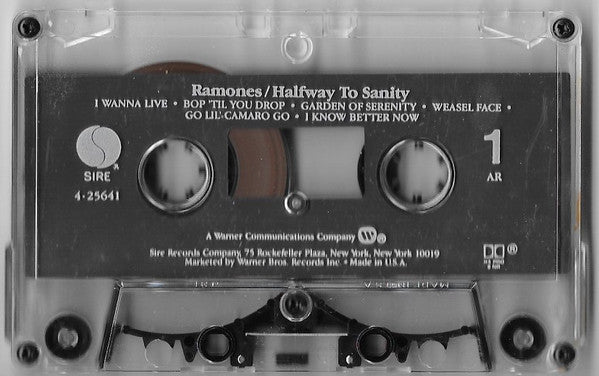 Ramones/Halfway To Sanity
I WANNA LIVE • BOP 'TIL YOU DROP • GARDEN OF SERENITY • WEASEL FACE •
GO LIL' CAMARO GO • I KNOW BETTER NOW
S
SIRE
4-25641
1
AR
A Warner Communications Company
Sire Records Company, 75 Rockefeller Plaza, New York, New York 10019
Marketed by Warner Bros. Records Inc. • Made in U.S.A.
®